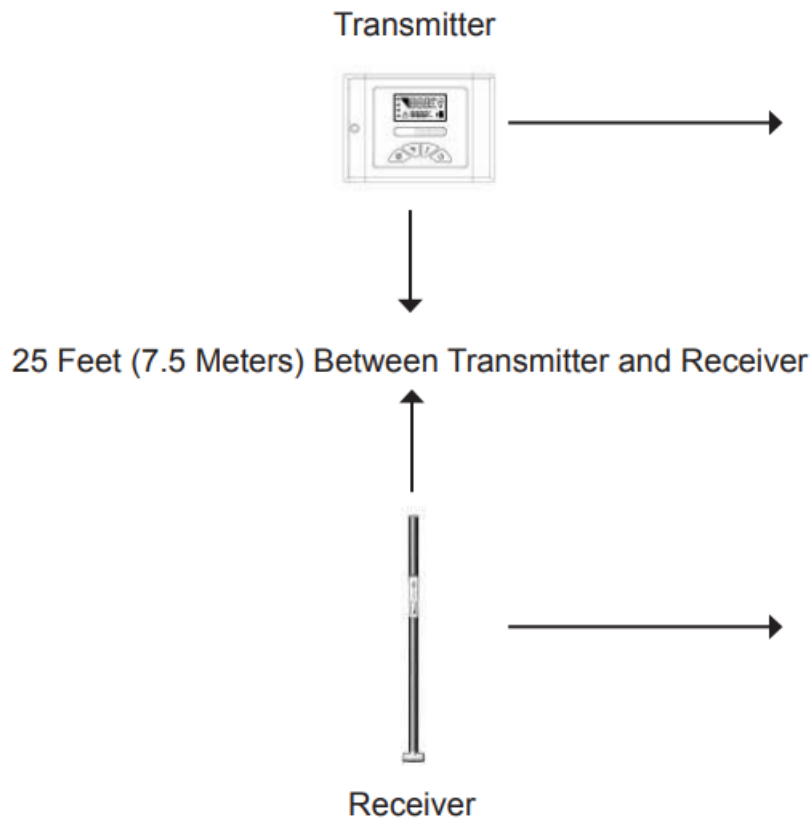 Transmitter
25 Feet (7.5 Meters) Between Transmitter and Receiver
Receiver